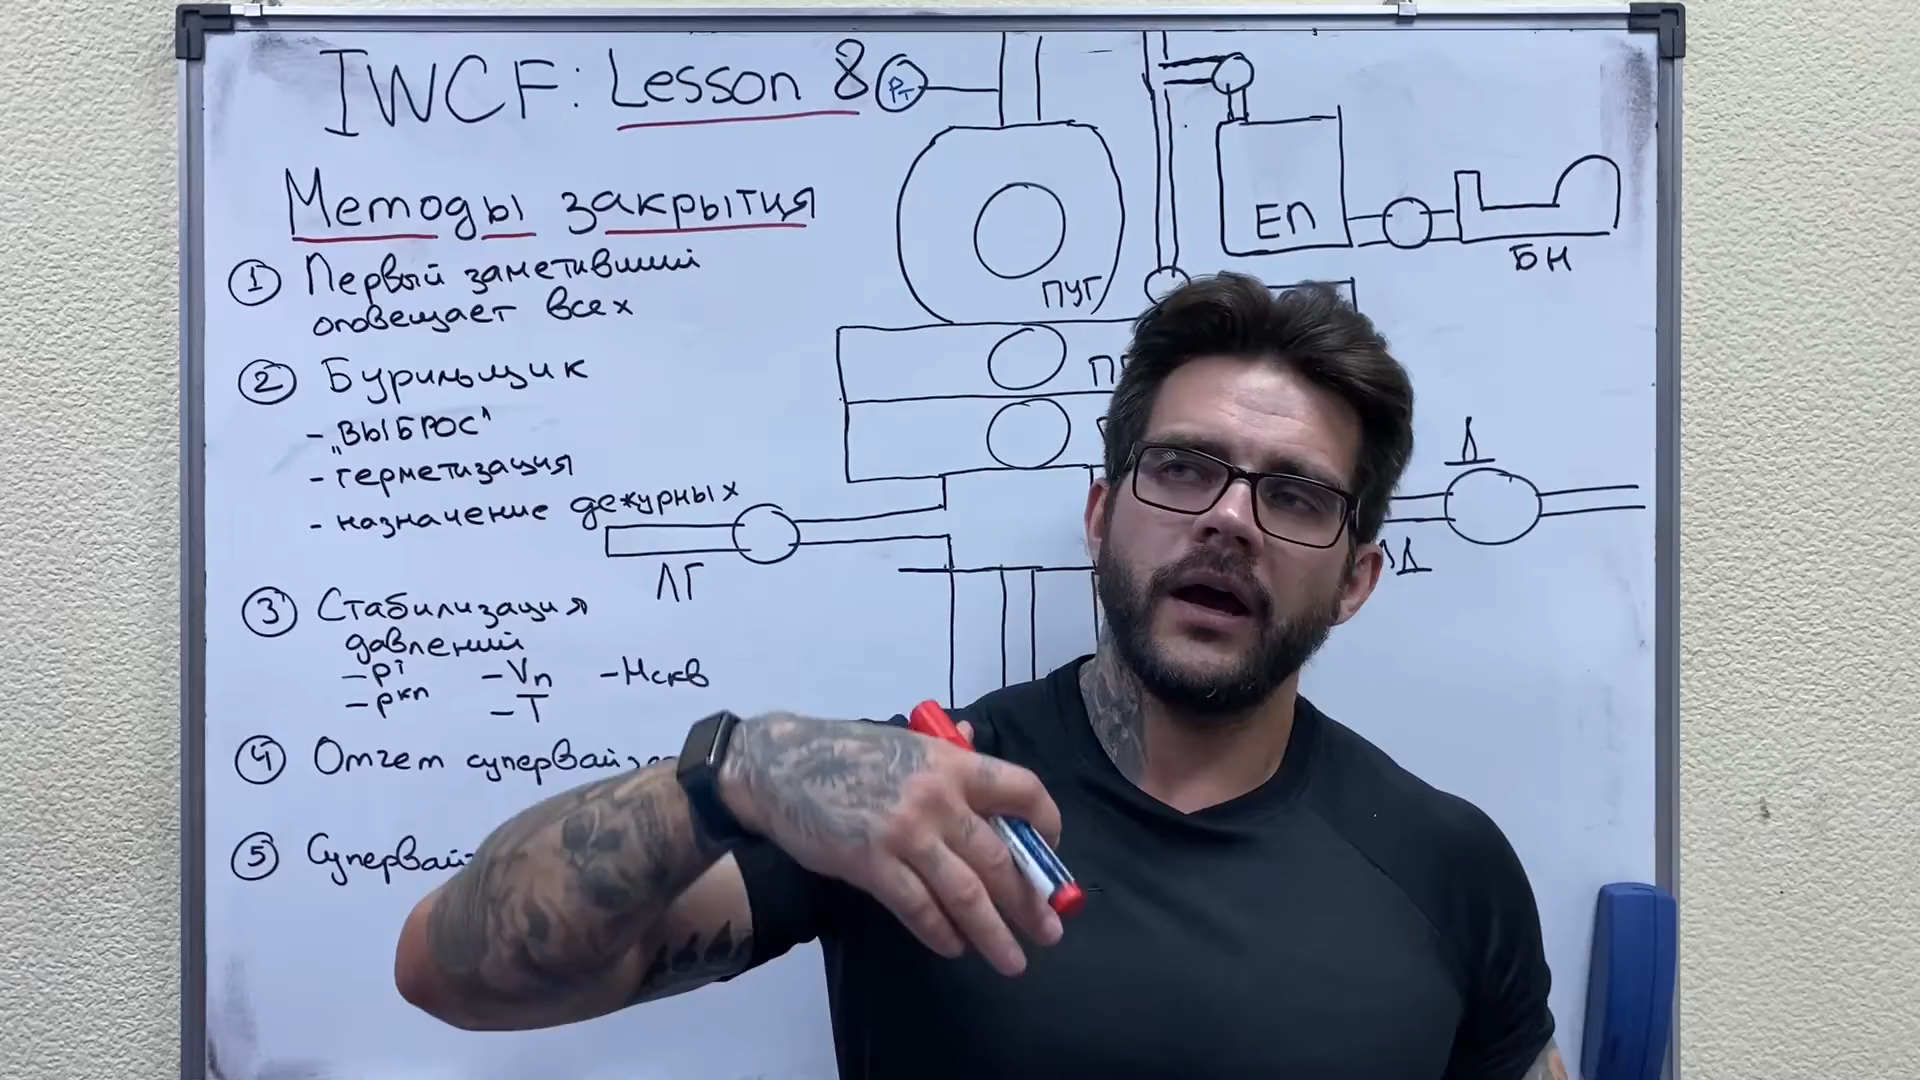 IWCF: Lesson 8
Методы закрытия
1 Первый заметивший
оповещает всех
2 Бурильщик
- „ВЫБРОС"
- герметизация
- назначение дежурных
3 Стабилизация
давлений
- Pт - Vп - Hскв
- Pкп - T
4 Отчет супервай
5 Супервай
Pт
ПУГ
ЕП
БН
ЛГ
Д